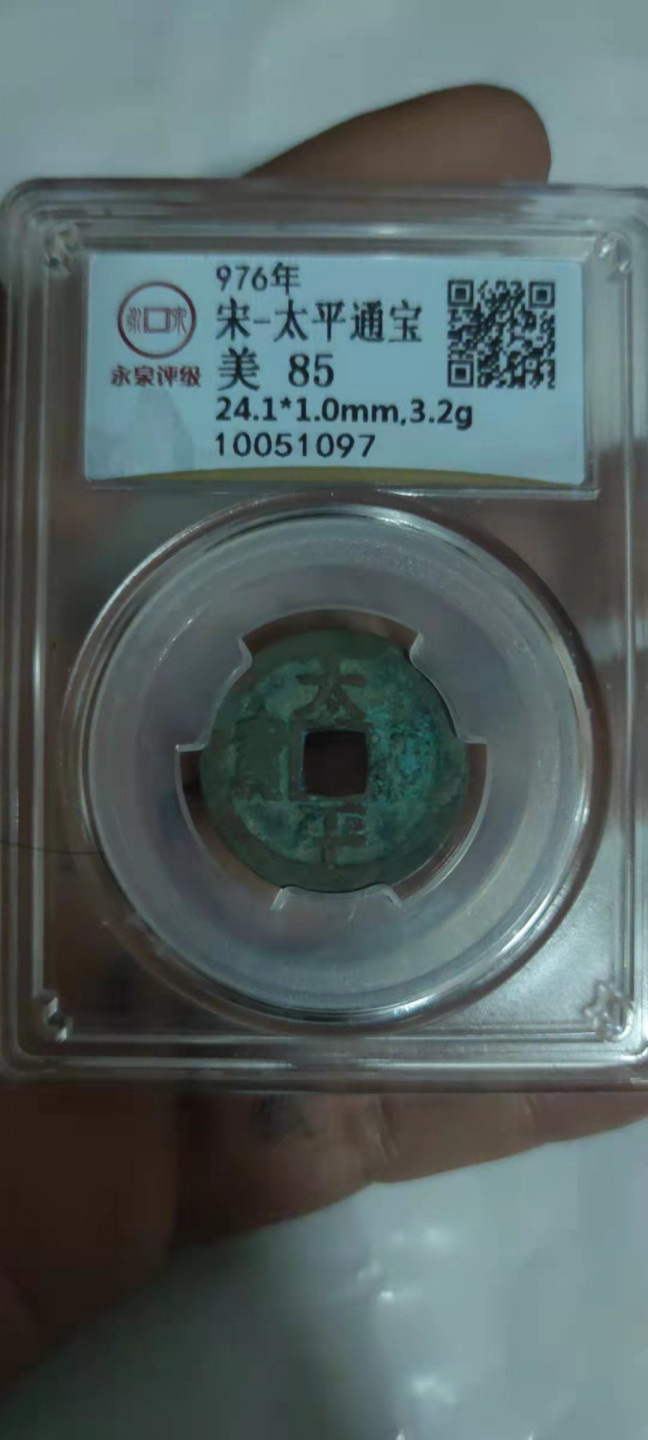 976年
宋-太平通宝
美 85
24.1*1.0mm,3.2g
10051097
永泉评级
太
平